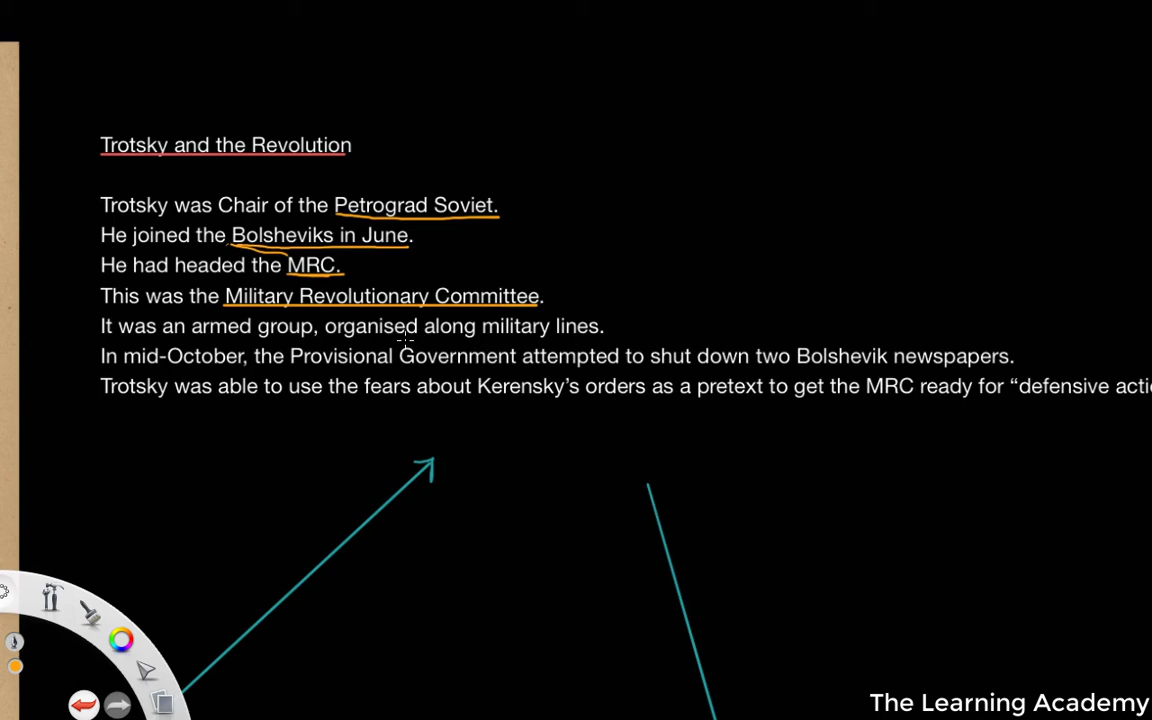 Trotsky and the Revolution
Trotsky was Chair of the Petrograd Soviet.
He joined the Bolsheviks in June.
He had headed the MRC.
This was the Military Revolutionary Committee.
It was an armed group, organised along military lines.
In mid-October, the Provisional Government attempted to shut down two Bolshevik newspapers.
Trotsky was able to use the fears about Kerensky’s orders as a pretext to get the MRC ready for “defensive acti
The Learning Academy